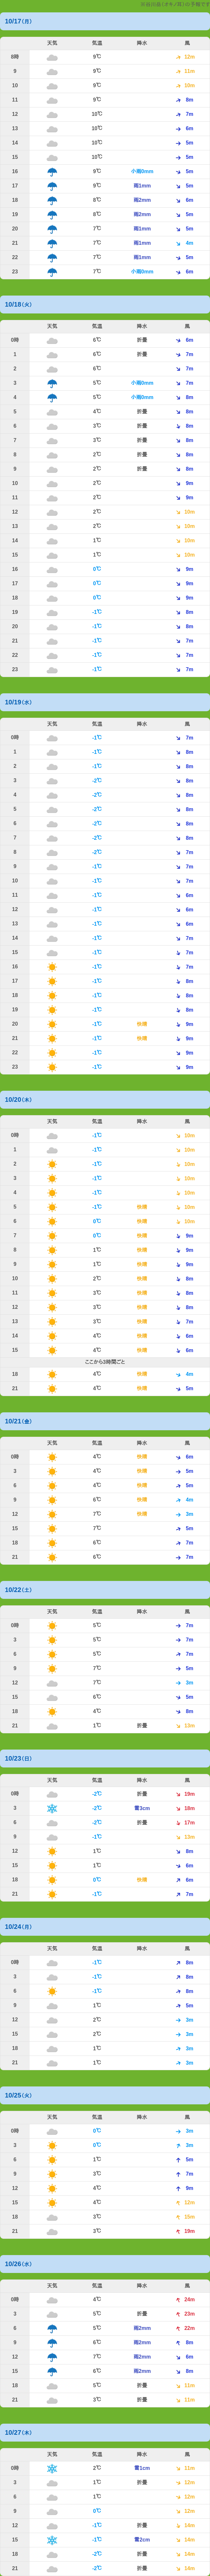 10/17(月)
天気 気温 降水 風
8時 9℃ 12m
9 9℃ 11m
10 9℃ 10m
11 9℃ 8m
12 10℃ 7m
13 10℃ 6m
14 10℃ 5m
15 10℃ 5m
16 9℃ 小雨0mm 5m
17 9℃ 雨1mm 5m
18 8℃ 雨2mm 6m
19 8℃ 雨2mm 5m
20 7℃ 雨1mm 5m
21 7℃ 雨1mm 4m
22 7℃ 雨1mm 5m
23 7℃ 小雨0mm 6m
10/18(火)
天気 気温 降水 風
0時 6℃ 折畳 6m
1 6℃ 折畳 7m
2 6℃ 7m
3 5℃ 小雨0mm 7m
4 5℃ 小雨0mm 8m
5 4℃ 折畳 8m
6 3℃ 折畳 8m
7 3℃ 折畳 8m
8 2℃ 折畳 8m
9 2℃ 折畳 8m
10 2℃ 9m
11 2℃ 9m
12 2℃ 10m
13 2℃ 10m
14 1℃ 10m
15 1℃ 10m
16 0℃ 9m
17 0℃ 9m
18 0℃ 9m
19 -1℃ 8m
20 -1℃ 8m
21 -1℃ 7m
22 -1℃ 7m
23 -1℃ 7m
10/19(水)
天気 気温 降水 風
0時 -1℃ 7m
1 -1℃ 8m
2 -1℃ 8m
3 -2℃ 8m
4 -2℃ 8m
5 -2℃ 8m
6 -2℃ 8m
7 -2℃ 8m
8 -2℃ 7m
9 -1℃ 7m
10 -1℃ 7m
11 -1℃ 6m
12 -1℃ 6m
13 -1℃ 6m
14 -1℃ 7m
15 -1℃ 7m
16 -1℃ 7m
17 -1℃ 8m
18 -1℃ 8m
19 -1℃ 8m
20 -1℃ 快晴 9m
21 -1℃ 快晴 9m
22 -1℃ 9m
23 -1℃ 9m
10/20(木)
天気 気温 降水 風
0時 -1℃ 10m
1 -1℃ 10m
2 -1℃ 10m
3 -1℃ 10m
4 -1℃ 10m
5 -1℃ 快晴 10m
6 0℃ 快晴 10m
7 0℃ 快晴 9m
8 1℃ 9m
9 1℃ 9m
10 2℃ 8m
11 3℃ 8m
12 3℃ 8m
13 3℃ 7m
14 4℃ 6m
15 4℃ 6m
ここから3時間ごと
18 4℃ 快晴 4m
21 4℃ 快晴 5m
10/21(金)
天気 気温 降水 風
0時 4℃ 快晴 6m
3 4℃ 快晴 5m
6 4℃ 快晴 5m
9 6℃ 快晴 4m
12 7℃ 快晴 3m
15 7℃ 5m
18 6℃ 7m
21 6℃ 7m
10/22(土)
天気 気温 降水 風
0時 5℃ 7m
3 5℃ 7m
6 5℃ 7m
9 7℃ 5m
12 7℃ 3m
15 6℃ 5m
18 4℃ 8m
21 1℃ 折畳 13m
10/23(日)
天気 気温 降水 風
0時 -2℃ 折畳 19m
3 -2℃ 雪3cm 18m
6 -2℃ 折畳 17m
9 -1℃ 13m
12 1℃ 8m
15 1℃ 6m
18 0℃ 快晴 6m
21 -1℃ 7m
10/24(月)
天気 気温 降水 風
0時 -1℃ 8m
3 -1℃ 8m
6 -1℃ 8m
9 1℃ 5m
12 2℃ 3m
15 2℃ 3m
18 1℃ 3m
21 1℃ 3m
10/25(火)
天気 気温 降水 風
0時 0℃ 3m
3 0℃ 3m
6 1℃ 5m
9 3℃ 7m
12 4℃ 9m
15 4℃ 12m
18 3℃ 15m
21 3℃ 19m
10/26(水)
天気 気温 降水 風
0時 4℃ 24m
3 5℃ 折畳 23m
6 5℃ 雨2mm 22m
9 6℃ 雨2mm 8m
12 7℃ 雨2mm 6m
15 6℃ 雨2mm 8m
18 5℃ 折畳 11m
21 3℃ 折畳 11m
10/27(木)
天気 気温 降水 風
0時 2℃ 雪1cm 11m
3 1℃ 折畳 12m
6 1℃ 12m
9 0℃ 12m
12 -1℃ 折畳 14m
15 -1℃ 雪2cm 14m
18 -2℃ 折畳 14m
21 -2℃ 折畳 14m